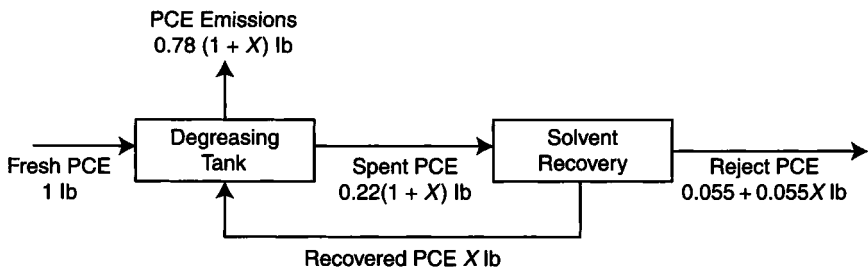 PCE Emissions
0.78 (1 + X) lb
Degreasing
Tank
Solvent
Recovery
Fresh PCE
1 lb
Spent PCE
0.22(1 + X) lb
Reject PCE
0.055 + 0.055X lb
Recovered PCE X lb